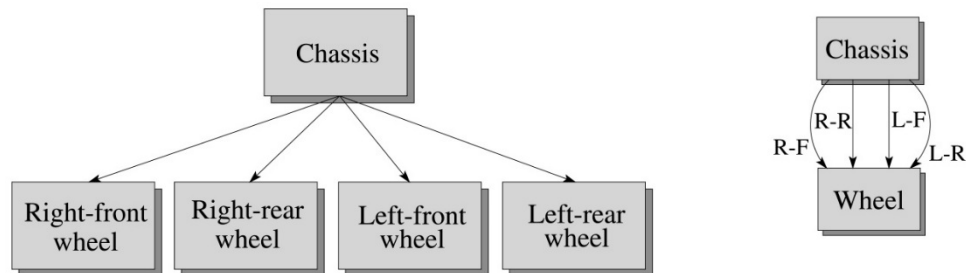 Chassis
Right-front
wheel
Right-rear
wheel
Left-front
wheel
Left-rear
wheel
Chassis
R-F
R-R
L-F
L-R
Wheel